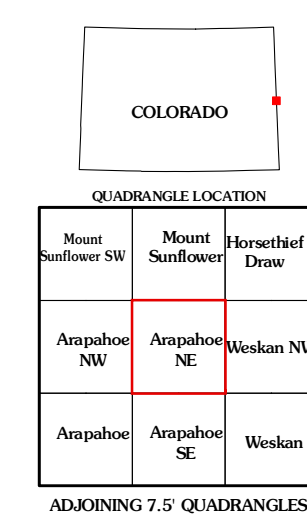 COLORADO
QUADRANGLE LOCATION
Mount
Sunflower SW
Mount
Sunflower
Horsethief
Draw
Arapahoe
NW
Arapahoe
NE
Weskan NW
Arapahoe
Arapahoe
SE
Weskan
ADJOINING 7.5' QUADRANGLES